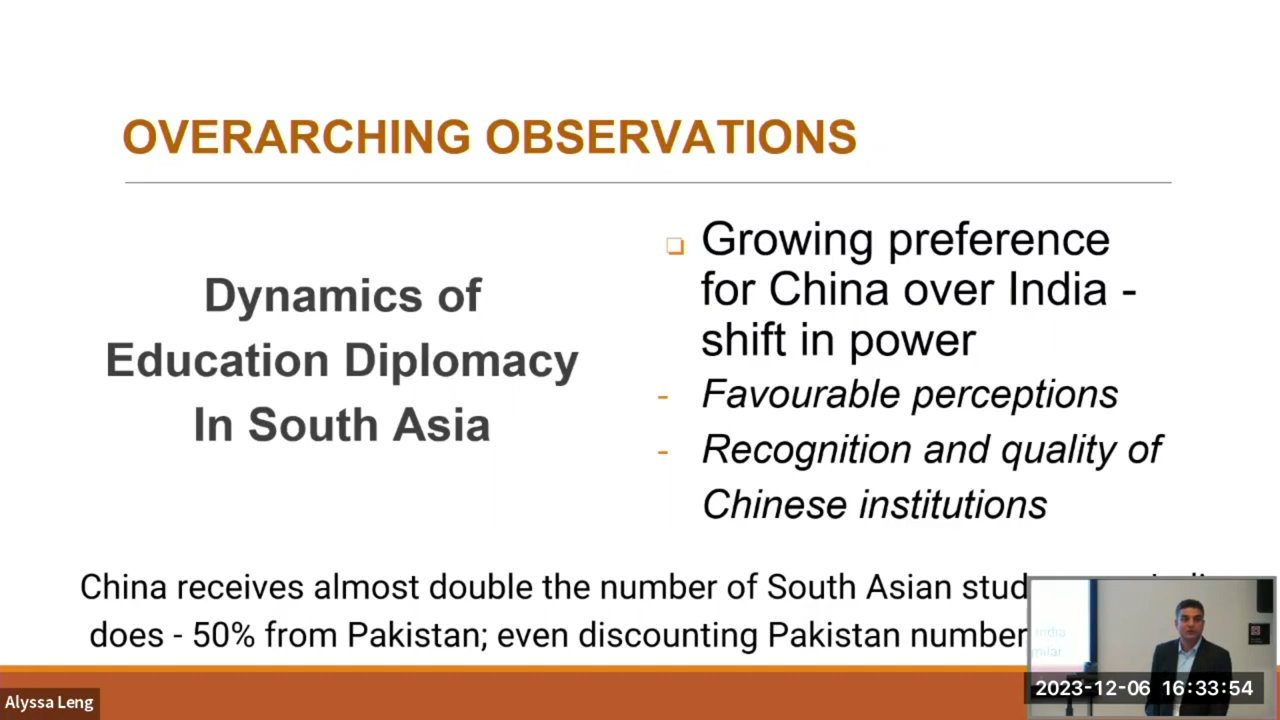 OVERARCHING OBSERVATIONS
Dynamics of
Education Diplomacy
In South Asia
Growing preference
for China over India -
shift in power
- Favourable perceptions
- Recognition and quality of
Chinese institutions
China receives almost double the number of South Asian
does - 50% from Pakistan; even discounting Pakistan
India
Alyssa Leng
2023-12-06 16:33:54